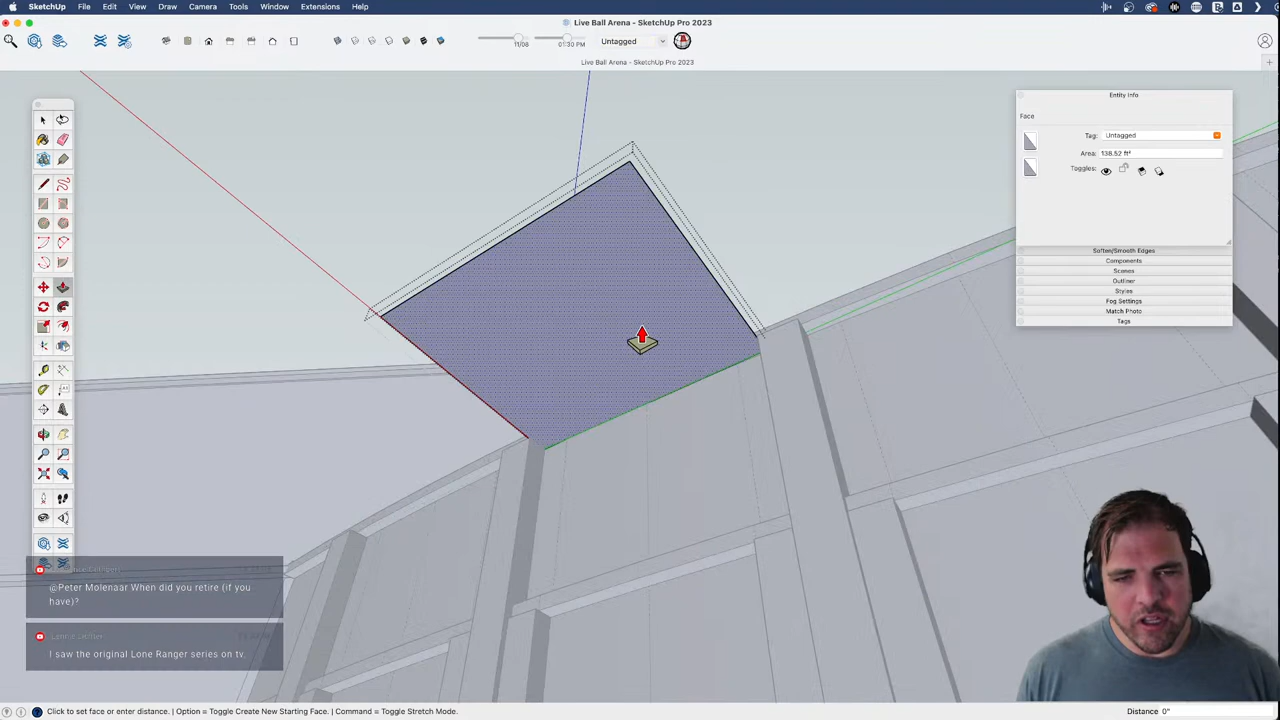 SketchUp File Edit View Draw Camera Tools Window Extensions Help
Live Ball Arena - SketchUp Pro 2023
11/08 01:30 PM Untagged
Live Ball Arena - SketchUp Pro 2023
Entity Info
Face
Tag: Untagged
Area: 138.52 ft²
Toggles:
Soften/Smooth Edges
Components
Scenes
Outliner
Styles
Fog Settings
Match Photo
Tags
@Peter Molenaar When did you retire (if you
have)?
I saw the original Lone Ranger series on tv.
Click to set face or enter distance. | Option = Toggle Create New Starting Face. | Command = Toggle Stretch Mode.
Distance 0"